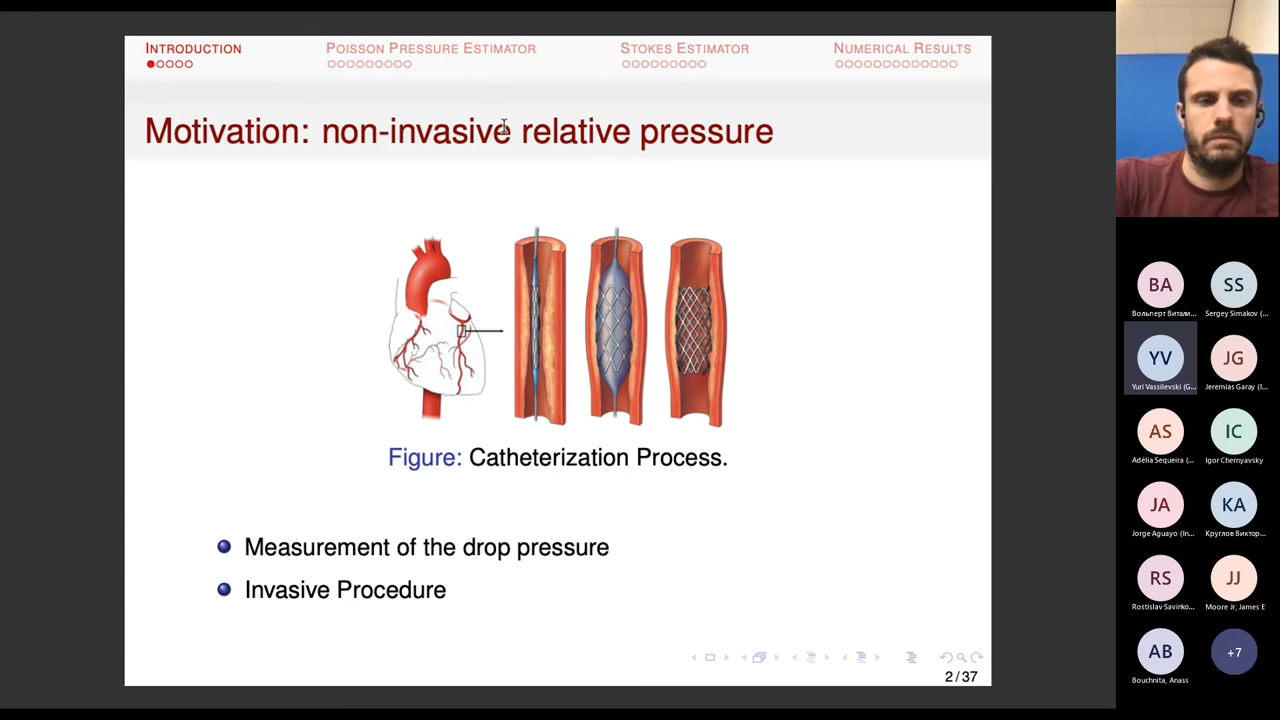 INTRODUCTION
POISSON PRESSURE ESTIMATOR
STOKES ESTIMATOR
NUMERICAL RESULTS
Motivation: non-invasive relative pressure
Figure: Catheterization Process.
Measurement of the drop pressure
Invasive Procedure
2/37
BA
SS
Вольперт Витали...
Sergey Simakov (...
YV
JG
Yuri Vassilevski (G...
Jeremias Garay (I...
AS
IC
Adélia Sequeira (...
Igor Chernyavsky
JA
КА
Jorge Aguayo (In...
Круглов Виктор...
RS
JJ
Rostislav Savinko...
Moore Jr, James E
AB
+7
Bouchnita, Anass